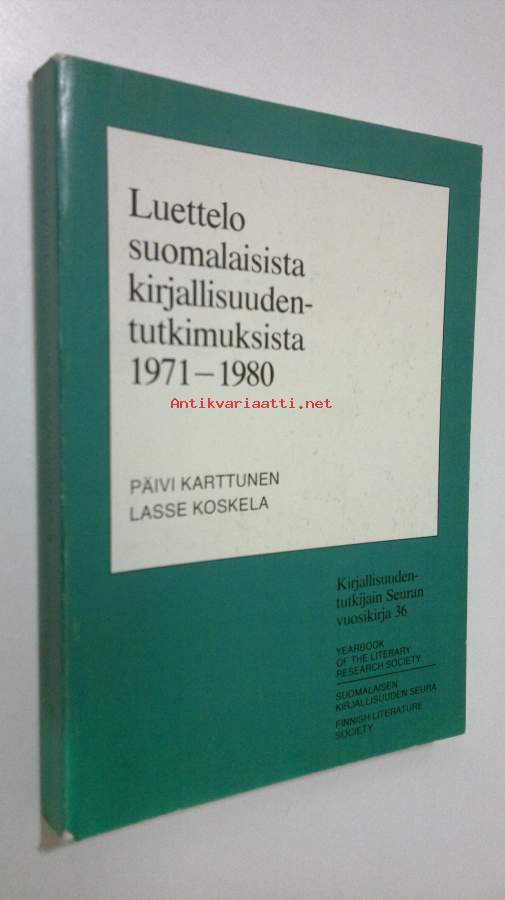 Luettelo
suomalaisista
kirjallisuuden-
tutkimuksista
1971–1980
Antikvariaatti.net
PÄIVI KARTTUNEN
LASSE KOSKELA
Kirjallisuuden-
tutkijain Seuran
vuosikirja 36
YEARBOOK
OF THE LITERARY
RESEARCH SOCIETY
SUOMALAISEN
KIRJALLISUUDEN SEURA
FINNISH LITERATURE
SOCIETY